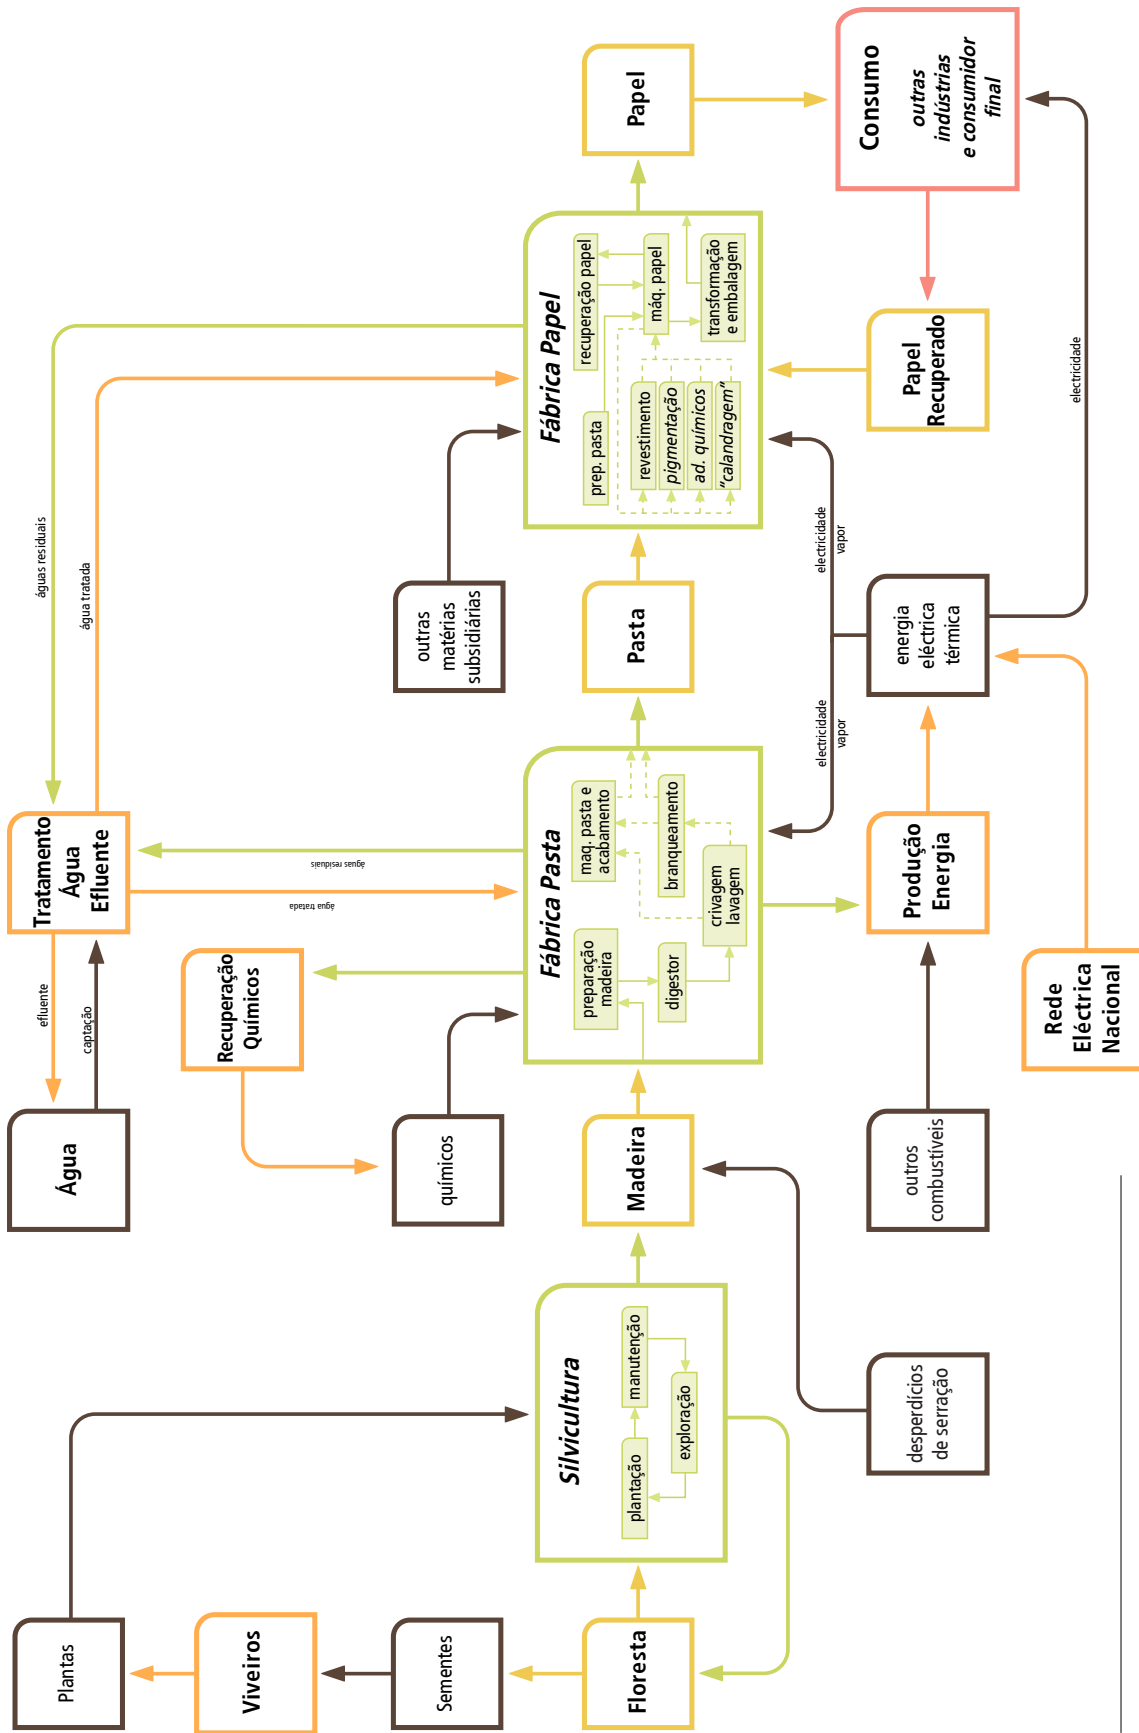 Plantas
Viveiros
Sementes
Floresta
Silvicultura
plantação
manutenção
exploração
desperdícios
de serração
Madeira
Água
efluente
captação
Tratamento
Água
Efluente
águas residuais
água tratada
águas residuais
água tratada
Recuperação
Químicos
químicos
Fábrica Pasta
preparação
madeira
digestor
crivagem
lavagem
branqueamento
maq. pasta e
acabamento
outros
combustíveis
Produção
Energia
Rede
Eléctrica
Nacional
energia
eléctrica
térmica
electricidade
vapor
electricidade
vapor
electricidade
Pasta
outras
matérias
subsidiárias
Fábrica Papel
prep. pasta
recuperação papel
máq. papel
revestimento
pigmentação
ad. químicos
"calandragem"
transformação
e embalagem
Papel
Papel
Recuperado
Consumo
outras
indústrias
e consumidor
final